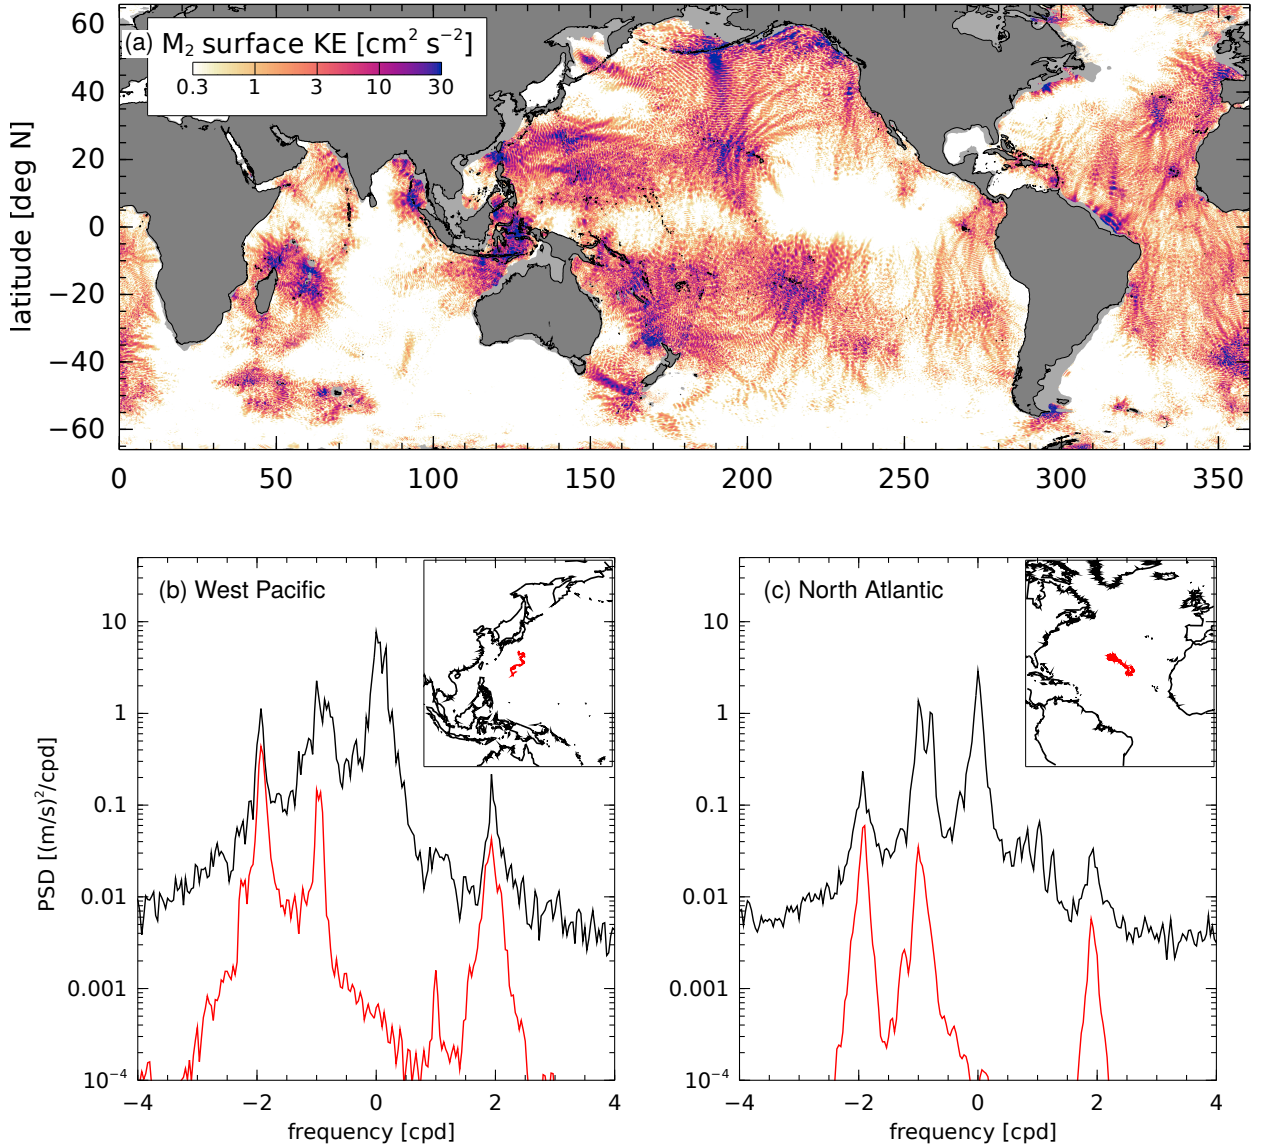 (a) M₂ surface KE [cm² s⁻²]
0.3 1 3 10 30
latitude [deg N]
60
40
20
0
−20
−40
−60
0 50 100 150 200 250 300 350
(b) West Pacific
PSD [(m/s)²/cpd]
10
1
0.1
0.01
0.001
10⁻⁴
−4 −2 0 2 4
frequency [cpd]
(c) North Atlantic
10
1
0.1
0.01
0.001
10⁻⁴
−4 −2 0 2 4
frequency [cpd]